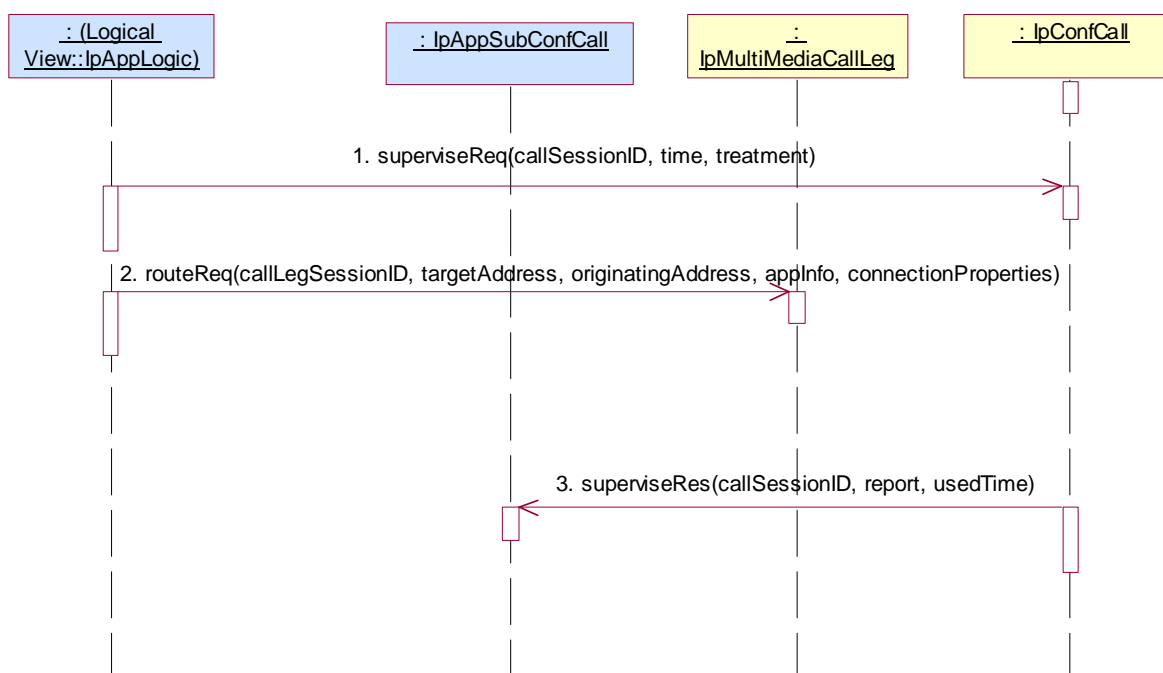 : (Logical
View::IpAppLogic)
: IpAppSubConfCall
:
IpMultiMediaCallLeg
: IpConfCall
1. superviseReq(callSessionID, time, treatment)
2. routeReq(callLegSessionID, targetAddress, originatingAddress, appInfo, connectionProperties)
3. superviseRes(callSessionID, report, usedTime)